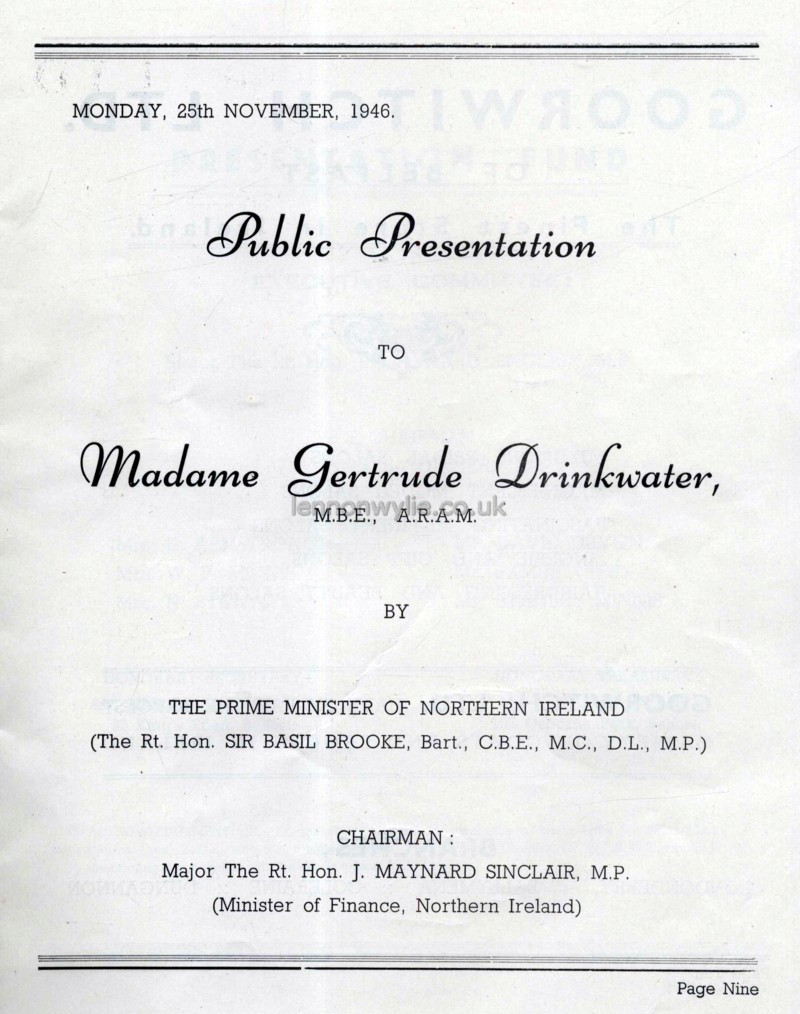 MONDAY, 25th NOVEMBER, 1946.
Public Presentation
TO
Madame Gertrude Drinkwater,
lennonwylie.co.uk
M.B.E., A.R.A.M.
BY
THE PRIME MINISTER OF NORTHERN IRELAND
(The Rt. Hon. SIR BASIL BROOKE, Bart., C.B.E., M.C., D.L., M.P.)
CHAIRMAN :
Major The Rt. Hon. J. MAYNARD SINCLAIR, M.P.
(Minister of Finance, Northern Ireland)
Page Nine